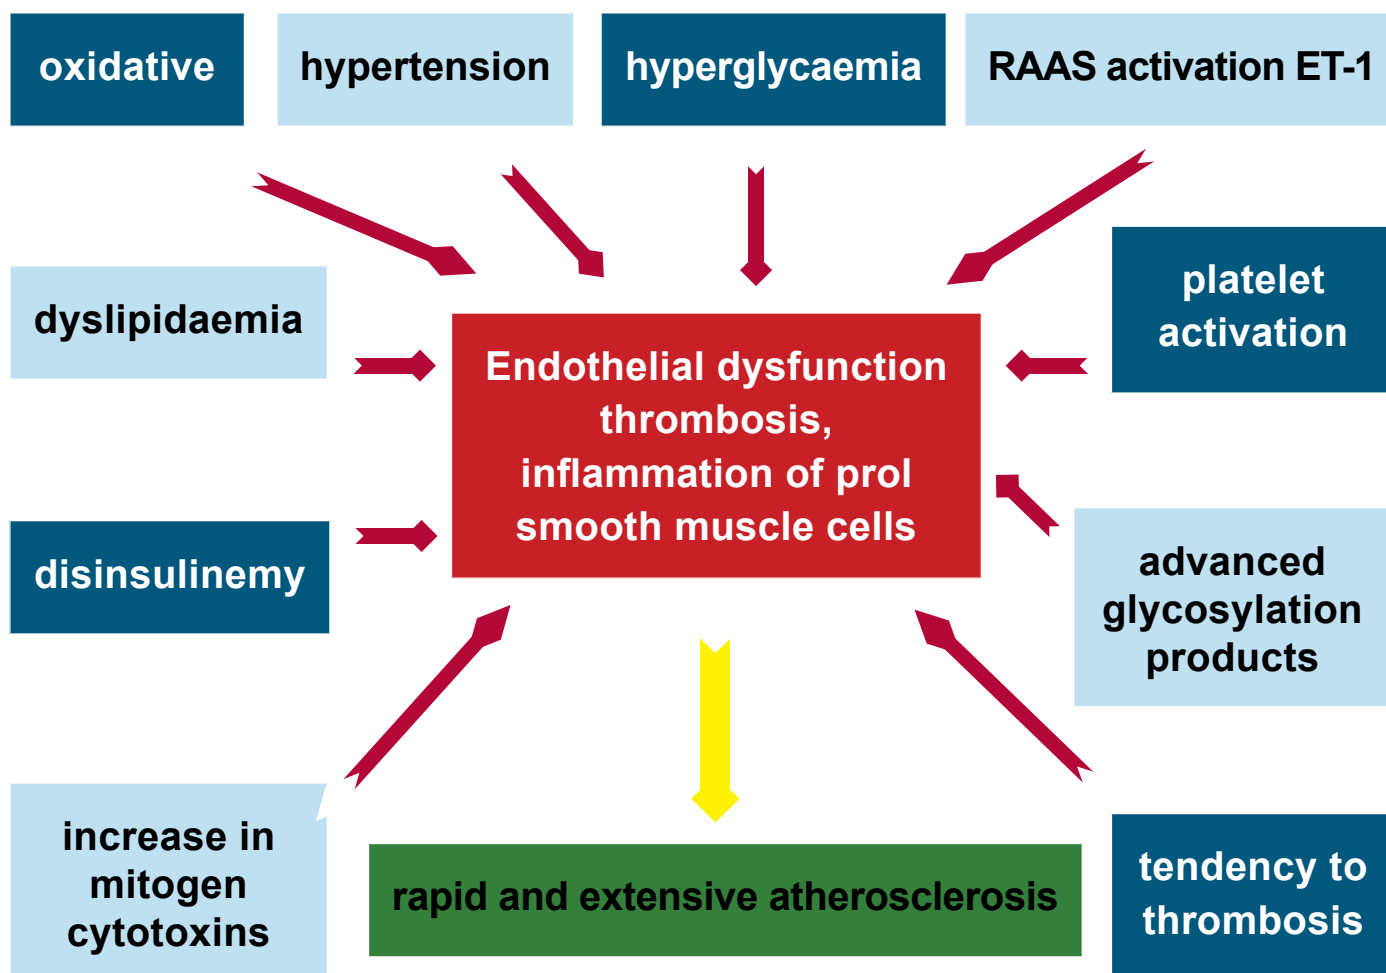 oxidative
hypertension
hyperglycaemia
RAAS activation ET-1
dyslipidaemia
platelet
activation
Endothelial dysfunction
thrombosis,
inflammation of prol
smooth muscle cells
disinsulinemy
advanced
glycosylation
products
increase in
mitogen
cytotoxins
rapid and extensive atherosclerosis
tendency to
thrombosis